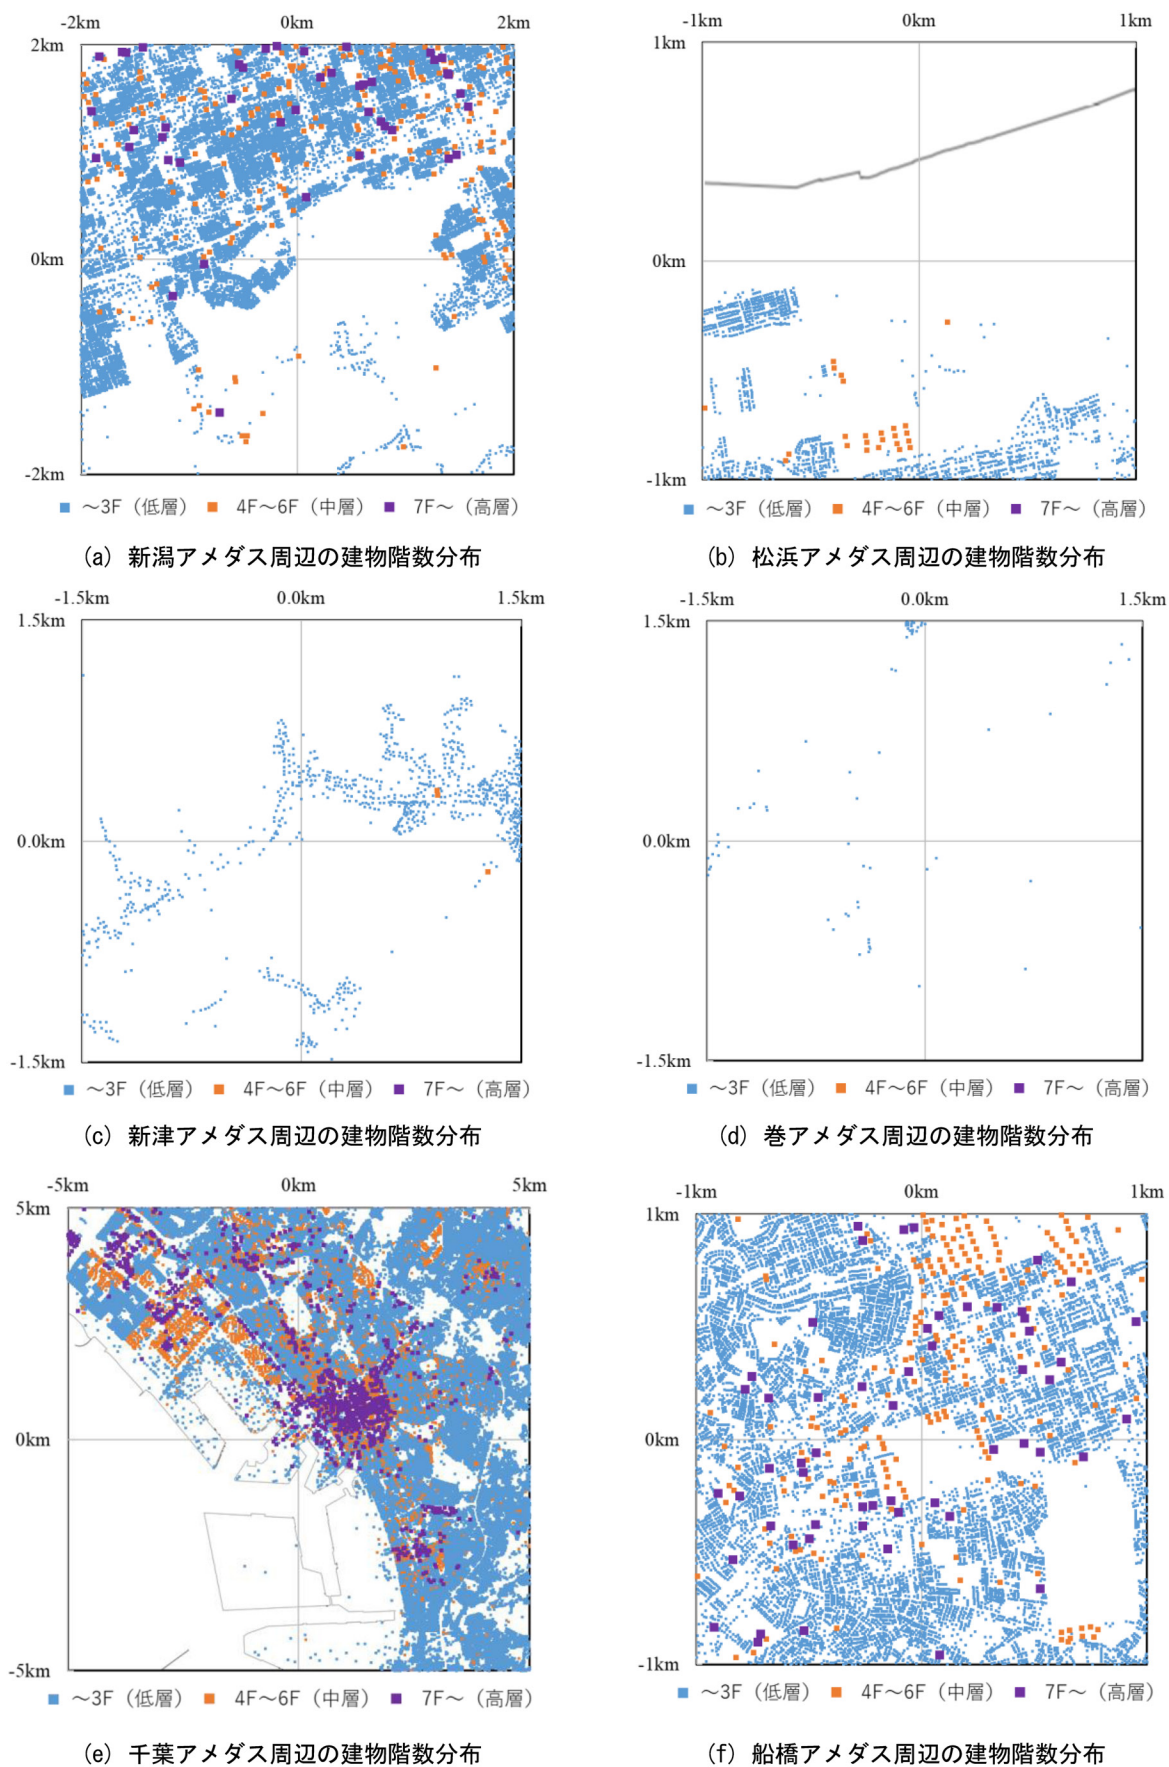 -2km 0km 2km
2km
0km
-2km
～3F（低層） 4F～6F（中層） 7F～（高層）
(a) 新潟アメダス周辺の建物階数分布
-1km 0km 1km
1km
0km
-1km
～3F（低層） 4F～6F（中層） 7F～（高層）
(b) 松浜アメダス周辺の建物階数分布
-1.5km 0.0km 1.5km
1.5km
0.0km
-1.5km
～3F（低層） 4F～6F（中層） 7F～（高層）
(c) 新津アメダス周辺の建物階数分布
-1.5km 0.0km 1.5km
1.5km
0.0km
-1.5km
～3F（低層） 4F～6F（中層） 7F～（高層）
(d) 巻アメダス周辺の建物階数分布
-5km 0km 5km
5km
0km
-5km
～3F（低層） 4F～6F（中層） 7F～（高層）
(e) 千葉アメダス周辺の建物階数分布
-1km 0km 1km
1km
0km
-1km
～3F（低層） 4F～6F（中層） 7F～（高層）
(f) 船橋アメダス周辺の建物階数分布